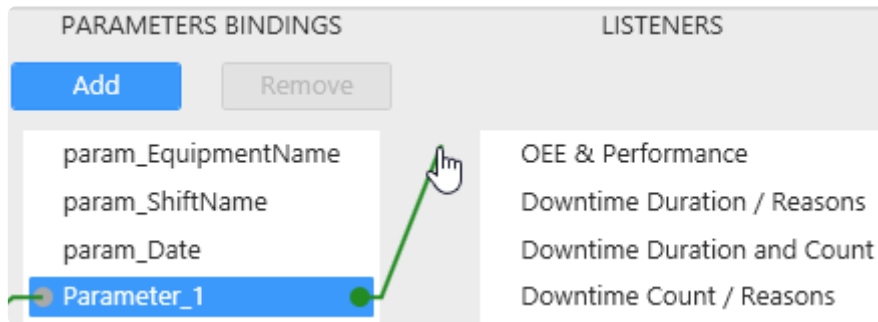 PARAMETERS BINDINGS
LISTENERS
Add
Remove
param_EquipmentName
OEE & Performance
param_ShiftName
Downtime Duration / Reasons
param_Date
Downtime Duration and Count
Parameter_1
Downtime Count / Reasons